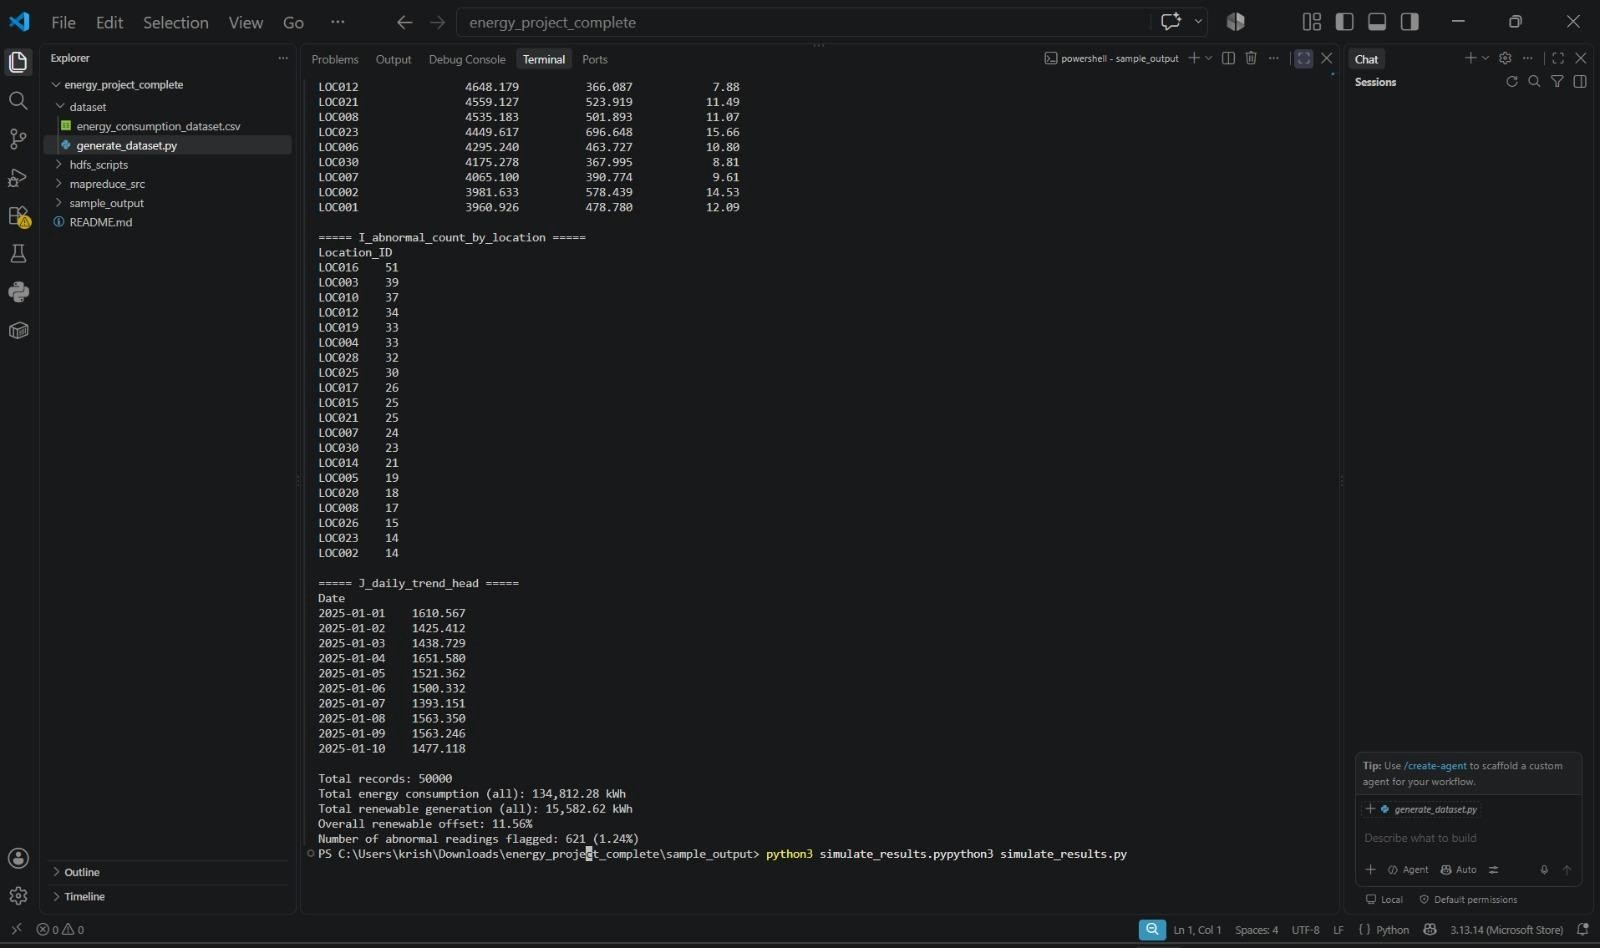 File Edit Selection View Go ··· energy_project_complete
Explorer ···
energy_project_complete
dataset
energy_consumption_dataset.csv
generate_dataset.py
hdfs_scripts
mapreduce_src
sample_output
README.md
Outline
Timeline
Problems Output Debug Console Terminal Ports
powershell - sample_output
LOC012 4648.179 366.087 7.88
LOC021 4559.127 523.919 11.49
LOC008 4535.183 501.893 11.07
LOC023 4449.617 696.648 15.66
LOC006 4295.240 463.727 10.80
LOC030 4175.278 367.995 8.81
LOC007 4065.100 390.774 9.61
LOC002 3981.633 578.439 14.53
LOC001 3960.926 478.780 12.09
===== I_abnormal_count_by_location =====
Location_ID
LOC016 51
LOC003 39
LOC010 37
LOC012 34
LOC019 33
LOC004 33
LOC028 32
LOC025 30
LOC017 26
LOC015 25
LOC021 25
LOC007 24
LOC030 23
LOC014 21
LOC005 19
LOC020 18
LOC008 17
LOC026 15
LOC023 14
LOC002 14
===== J_daily_trend_head =====
Date
2025-01-01 1610.567
2025-01-02 1425.412
2025-01-03 1438.729
2025-01-04 1651.580
2025-01-05 1521.362
2025-01-06 1500.332
2025-01-07 1393.151
2025-01-08 1563.350
2025-01-09 1563.246
2025-01-10 1477.118
Total records: 50000
Total energy consumption (all): 134,812.28 kWh
Total renewable generation (all): 15,582.62 kWh
Overall renewable offset: 11.56%
Number of abnormal readings flagged: 621 (1.24%)
PS C:\Users\krish\Downloads\energy_project_complete\sample_output> python3 simulate_results.pypython3 simulate_results.py
Chat
Sessions
Tip: Use /create-agent to scaffold a custom
agent for your workflow.
generate_dataset.py
Describe what to build
Agent Auto
Local Default permissions
0 0 Ln 1, Col 1 Spaces: 4 UTF-8 LF { } Python 3.13.14 (Microsoft Store)